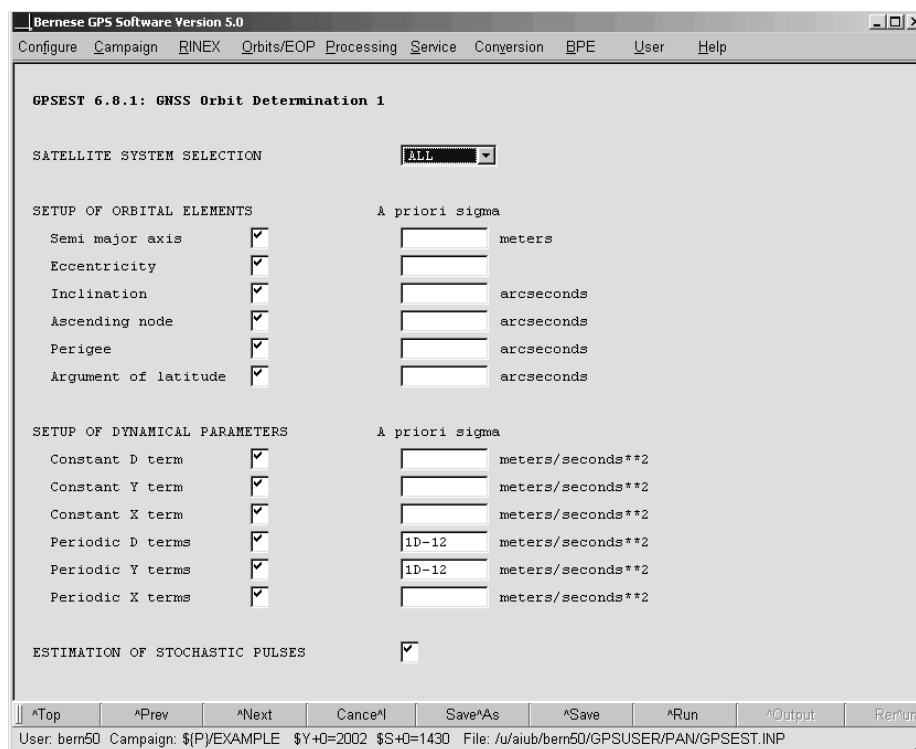 Bernese GPS Software Version 5.0
Configure Campaign RINEX Orbits/EOP Processing Service Conversion BPE User Help
GPSEST 6.8.1: GNSS Orbit Determination 1
SATELLITE SYSTEM SELECTION ALL
SETUP OF ORBITAL ELEMENTS A priori sigma
Semi major axis meters
Eccentricity
Inclination arcseconds
Ascending node arcseconds
Perigee arcseconds
Argument of latitude arcseconds
SETUP OF DYNAMICAL PARAMETERS A priori sigma
Constant D term meters/seconds**2
Constant Y term meters/seconds**2
Constant X term meters/seconds**2
Periodic D terms 1D-12 meters/seconds**2
Periodic Y terms 1D-12 meters/seconds**2
Periodic X terms meters/seconds**2
ESTIMATION OF STOCHASTIC PULSES
^Top ^Prev ^Next Cance^l Save^As ^Save ^Run ^Output Rer^un
User: bern50 Campaign: ${P}/EXAMPLE $Y+0=2002 $S+0=1430 File: /u/aiub/bern50/GPSUSER/PAN/GPSEST.INP